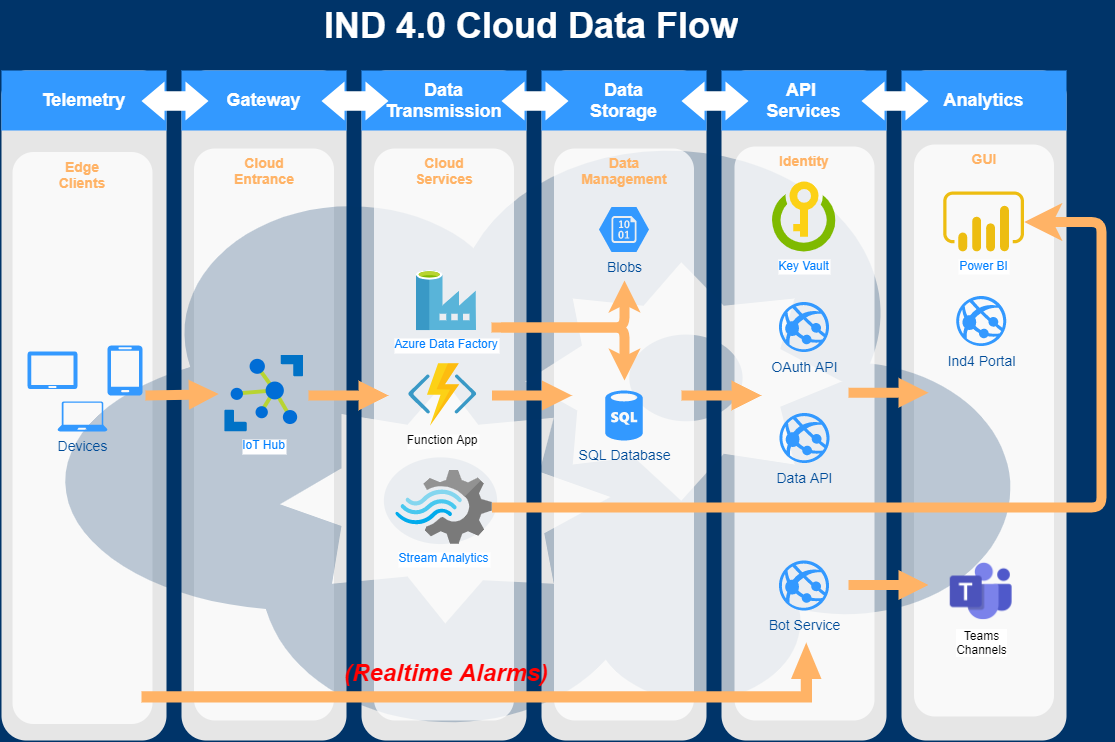 IND 4.0 Cloud Data Flow
Telemetry
Gateway
Data
Transmission
Data
Storage
API
Services
Analytics
Edge
Clients
Devices
Cloud
Entrance
IoT Hub
Cloud
Services
Azure Data Factory
Function App
Stream Analytics
Data
Management
10
01
Blobs
SQL
SQL Database
Identity
Key Vault
OAuth API
Data API
Bot Service
GUI
Power BI
Ind4 Portal
T
Teams
Channels
(Realtime Alarms)